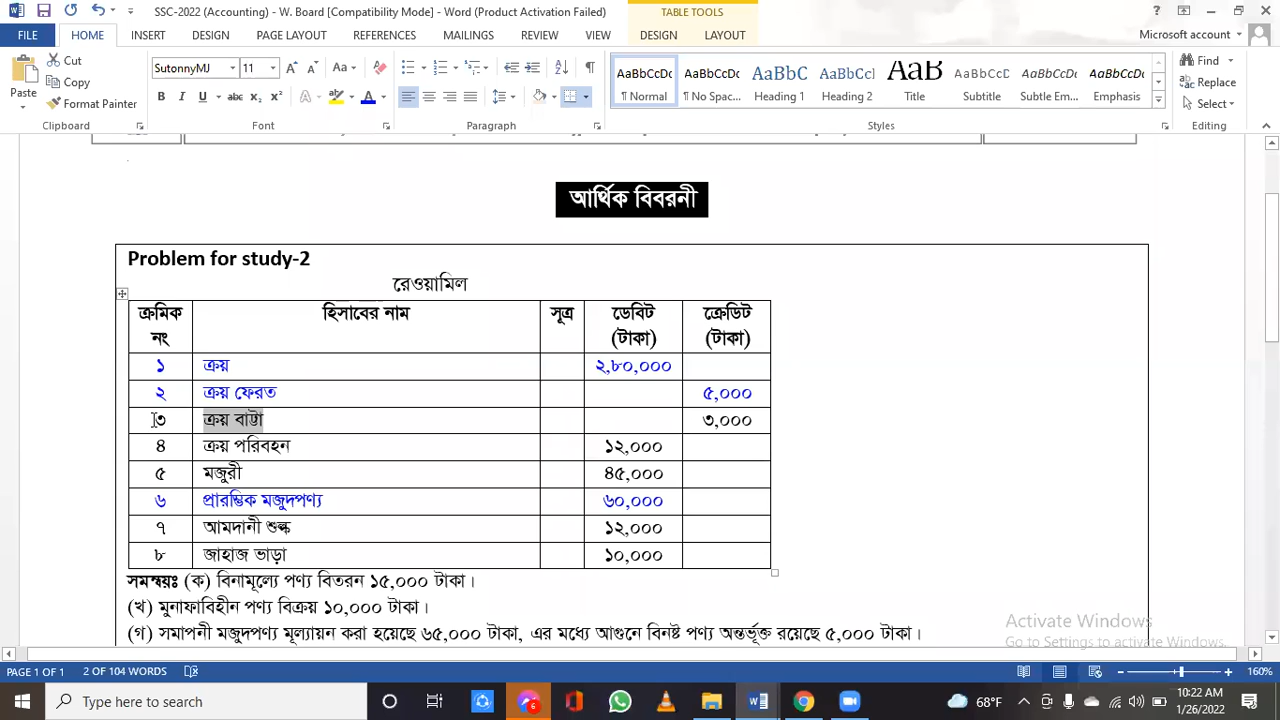 SSC-2022 (Accounting) - W. Board [Compatibility Mode] - Word (Product Activation Failed)
TABLE TOOLS
FILE HOME INSERT DESIGN PAGE LAYOUT REFERENCES MAILINGS REVIEW VIEW DESIGN LAYOUT
Microsoft account
Paste
Cut
Copy
Format Painter
SutonnyMJ 11
AaBbCcDc AaBbCcDc AaBbC AaBbCc AaB AaBbCcD AaBbCcDc AaBbCcDc
¶ Normal ¶ No Spac... Heading 1 Heading 2 Title Subtitle Subtle Em... Emphasis
Find
Replace
Select
Clipboard Font Paragraph Styles Editing
আর্থিক বিবরনী
Problem for study-2
রেওয়ামিল
ক্রমিক নং হিসাবের নাম সূত্র ডেবিট (টাকা) ক্রেডিট (টাকা)
১ ক্রয় ২,৮০,০০০
২ ক্রয় ফেরত ৫,০০০
৩ ক্রয় বাট্টা ৩,০০০
৪ ক্রয় পরিবহন ১২,০০০
৫ মজুরী ৪৫,০০০
৬ প্রারম্ভিক মজুদপণ্য ৬০,০০০
৭ আমদানী শুল্ক ১২,০০০
৮ জাহাজ ভাড়া ১০,০০০
সমন্বয়ঃ (ক) বিনামূল্যে পণ্য বিতরন ১৫,০০০ টাকা।
(খ) মুনাফাবিহীন পণ্য বিক্রয় ১০,০০০ টাকা।
(গ) সমাপনী মজুদপণ্য মূল্যায়ন করা হয়েছে ৬৫,০০০ টাকা, এর মধ্যে আগুনে বিনষ্ট পণ্য অন্তর্ভূক্ত রয়েছে ৫,০০০ টাকা।
Activate Windows
Go to Settings to activate Windows.
PAGE 1 OF 1 2 OF 104 WORDS 160%
Type here to search
6
68°F
10:22 AM
1/26/2022